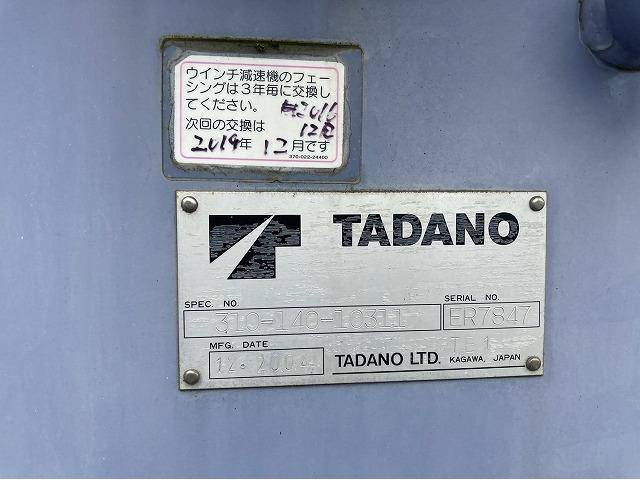 ウインチ減速機のフェー
シングは3年毎に交換し
てください。
2016
次回の交換は 12月
2019年 12月です
370-022-24400
TADANO
SPEC. NO. SERIAL NO.
310-140-10311 ER7847
MFG. DATE TE1
12.2004 TADANO LTD. KAGAWA, JAPAN